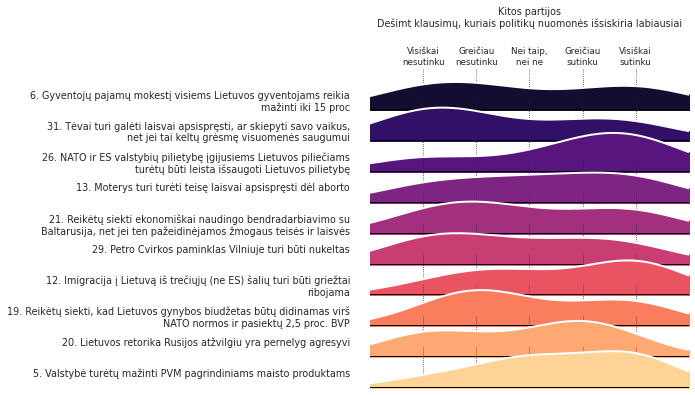 Kitos partijos
Dešimt klausimų, kuriais politikų nuomonės išsiskiria labiausiai
Visiškai nesutinku
Greičiau nesutinku
Nei taip, nei ne
Greičiau sutinku
Visiškai sutinku
6. Gyventojų pajamų mokestį visiems Lietuvos gyventojams reikia
mažinti iki 15 proc
31. Tėvai turi galėti laisvai apsispręsti, ar skiepyti savo vaikus,
net jei tai keltų grėsmę visuomenės saugumui
26. NATO ir ES valstybių pilietybę įgijusiems Lietuvos piliečiams
turėtų būti leista išsaugoti Lietuvos pilietybę
13. Moterys turi turėti teisę laisvai apsispręsti dėl aborto
21. Reikėtų siekti ekonomiškai naudingo bendradarbiavimo su
Baltarusija, net jei ten pažeidinėjamos žmogaus teisės ir laisvės
29. Petro Cvirkos paminklas Vilniuje turi būti nukeltas
12. Imigracija į Lietuvą iš trečiųjų (ne ES) šalių turi būti griežtai
ribojama
19. Reikėtų siekti, kad Lietuvos gynybos biudžetas būtų didinamas virš
NATO normos ir pasiektų 2,5 proc. BVP
20. Lietuvos retorika Rusijos atžvilgiu yra pernelyg agresyvi
5. Valstybė turėtų mažinti PVM pagrindiniams maisto produktams